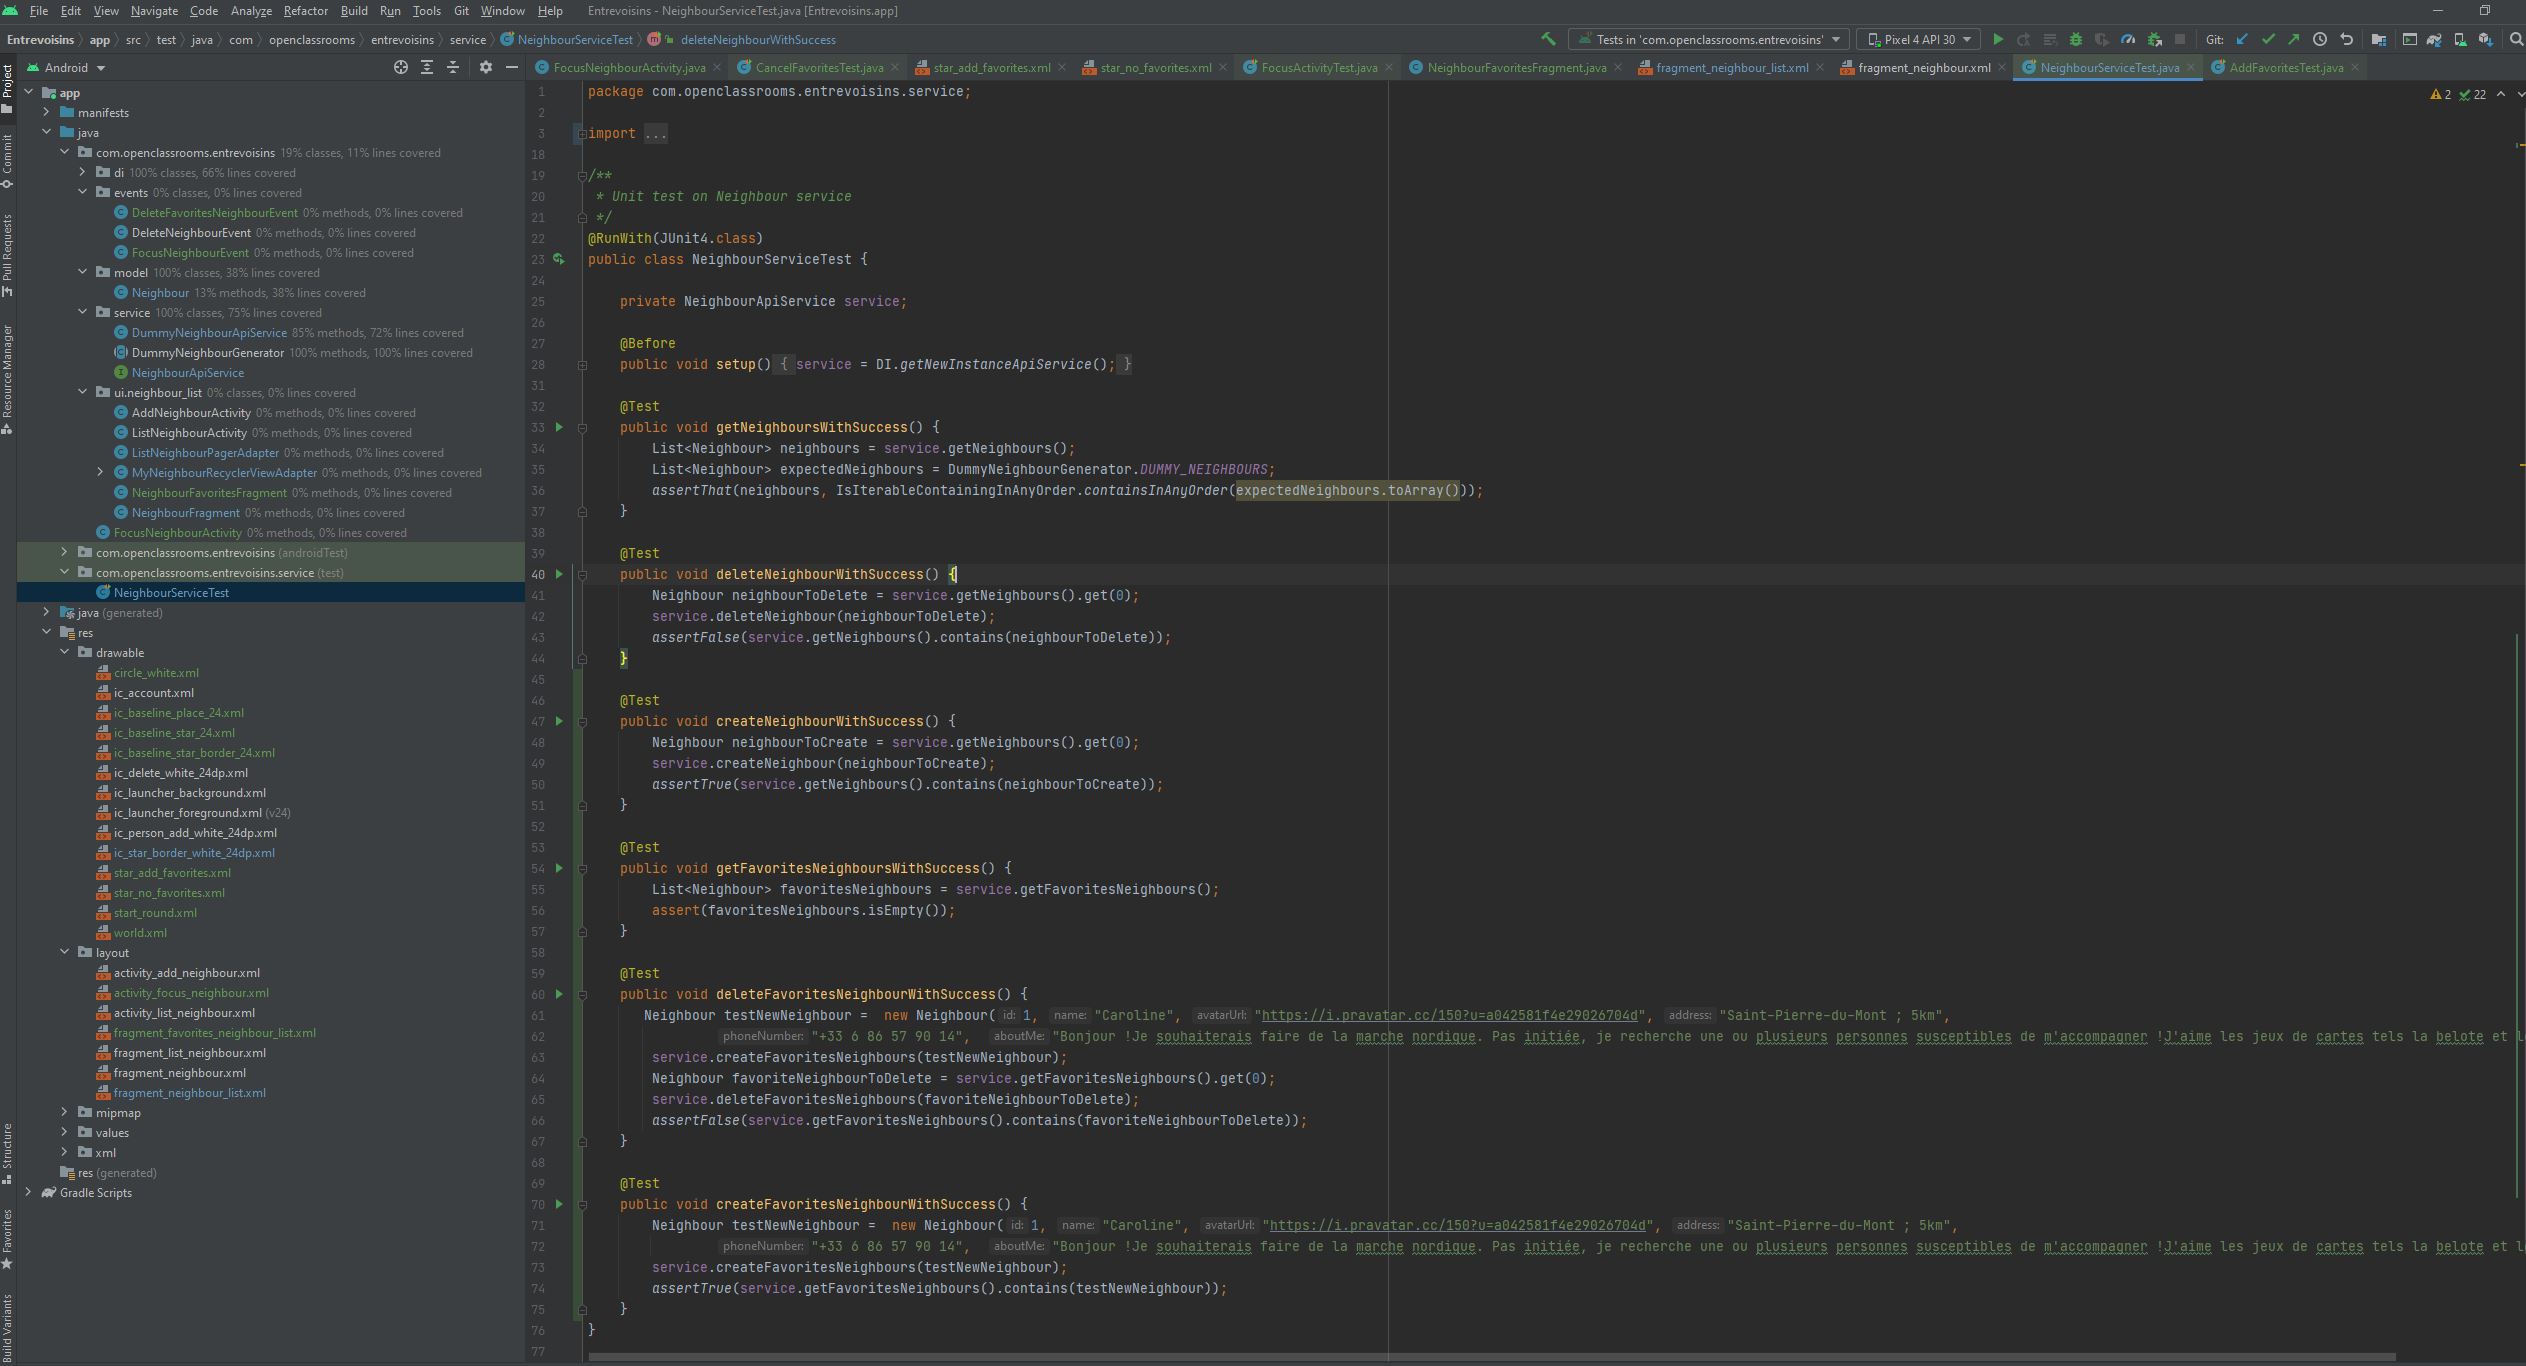 File Edit View Navigate Code Analyze Refactor Build Run Tools Git Window Help Entrevoisins - NeighbourServiceTest.java [Entrevoisins.app]
Entrevoisins app src test java com openclassrooms entrevoisins service NeighbourServiceTest deleteNeighbourWithSuccess Tests in 'com.openclassrooms.entrevoisins' Pixel 4 API 30 Git:
Android FocusNeighbourActivity.java CancelFavoritesTest.java star_add_favorites.xml star_no_favorites.xml FocusActivityTest.java NeighbourFavoritesFragment.java fragment_neighbour_list.xml fragment_neighbour.xml NeighbourServiceTest.java AddFavoritesTest.java
Project
Commit
Pull Requests
Resource Manager
Structure
Favorites
Build Variants
app
manifests
java
com.openclassrooms.entrevoisins 19% classes, 11% lines covered
di 100% classes, 66% lines covered
events 0% classes, 0% lines covered
DeleteFavoritesNeighbourEvent 0% methods, 0% lines covered
DeleteNeighbourEvent 0% methods, 0% lines covered
FocusNeighbourEvent 0% methods, 0% lines covered
model 100% classes, 38% lines covered
Neighbour 13% methods, 38% lines covered
service 100% classes, 75% lines covered
DummyNeighbourApiService 85% methods, 72% lines covered
DummyNeighbourGenerator 100% methods, 100% lines covered
NeighbourApiService
ui.neighbour_list 0% classes, 0% lines covered
AddNeighbourActivity 0% methods, 0% lines covered
ListNeighbourActivity 0% methods, 0% lines covered
ListNeighbourPagerAdapter 0% methods, 0% lines covered
MyNeighbourRecyclerViewAdapter 0% methods, 0% lines covered
NeighbourFavoritesFragment 0% methods, 0% lines covered
NeighbourFragment 0% methods, 0% lines covered
FocusNeighbourActivity 0% methods, 0% lines covered
com.openclassrooms.entrevoisins (androidTest)
com.openclassrooms.entrevoisins.service (test)
NeighbourServiceTest
java (generated)
res
drawable
circle_white.xml
ic_account.xml
ic_baseline_place_24.xml
ic_baseline_star_24.xml
ic_baseline_star_border_24.xml
ic_delete_white_24dp.xml
ic_launcher_background.xml
ic_launcher_foreground.xml (v24)
ic_person_add_white_24dp.xml
ic_star_border_white_24dp.xml
star_add_favorites.xml
star_no_favorites.xml
start_round.xml
world.xml
layout
activity_add_neighbour.xml
activity_focus_neighbour.xml
activity_list_neighbour.xml
fragment_favorites_neighbour_list.xml
fragment_list_neighbour.xml
fragment_neighbour.xml
fragment_neighbour_list.xml
mipmap
values
xml
res (generated)
Gradle Scripts
2 22
1 package com.openclassrooms.entrevoisins.service;
2
3 import ...
18
19 /**
20 * Unit test on Neighbour service
21 */
22 @RunWith(JUnit4.class)
23 public class NeighbourServiceTest {
24
25 private NeighbourApiService service;
26
27 @Before
28 public void setup() { service = DI.getNewInstanceApiService(); }
31
32 @Test
33 public void getNeighboursWithSuccess() {
34 List<Neighbour> neighbours = service.getNeighbours();
35 List<Neighbour> expectedNeighbours = DummyNeighbourGenerator.DUMMY_NEIGHBOURS;
36 assertThat(neighbours, IsIterableContainingInAnyOrder.containsInAnyOrder(expectedNeighbours.toArray()));
37 }
38
39 @Test
40 public void deleteNeighbourWithSuccess() {
41 Neighbour neighbourToDelete = service.getNeighbours().get(0);
42 service.deleteNeighbour(neighbourToDelete);
43 assertFalse(service.getNeighbours().contains(neighbourToDelete));
44 }
45
46 @Test
47 public void createNeighbourWithSuccess() {
48 Neighbour neighbourToCreate = service.getNeighbours().get(0);
49 service.createNeighbour(neighbourToCreate);
50 assertTrue(service.getNeighbours().contains(neighbourToCreate));
51 }
52
53 @Test
54 public void getFavoritesNeighboursWithSuccess() {
55 List<Neighbour> favoritesNeighbours = service.getFavoritesNeighbours();
56 assert(favoritesNeighbours.isEmpty());
57 }
58
59 @Test
60 public void deleteFavoritesNeighbourWithSuccess() {
61 Neighbour testNewNeighbour = new Neighbour( id: 1, name: "Caroline", avatarUrl: "https://i.pravatar.cc/150?u=a042581f4e29026704d", address: "Saint-Pierre-du-Mont ; 5km",
62 phoneNumber: "+33 6 86 57 90 14", aboutMe: "Bonjour !Je souhaiterais faire de la marche nordique. Pas initiée, je recherche une ou plusieurs personnes susceptibles de m'accompagner !J'aime les jeux de cartes tels la belote et l
63 service.createFavoritesNeighbours(testNewNeighbour);
64 Neighbour favoriteNeighbourToDelete = service.getFavoritesNeighbours().get(0);
65 service.deleteFavoritesNeighbours(favoriteNeighbourToDelete);
66 assertFalse(service.getFavoritesNeighbours().contains(favoriteNeighbourToDelete));
67 }
68
69 @Test
70 public void createFavoritesNeighbourWithSuccess() {
71 Neighbour testNewNeighbour = new Neighbour( id: 1, name: "Caroline", avatarUrl: "https://i.pravatar.cc/150?u=a042581f4e29026704d", address: "Saint-Pierre-du-Mont ; 5km",
72 phoneNumber: "+33 6 86 57 90 14", aboutMe: "Bonjour !Je souhaiterais faire de la marche nordique. Pas initiée, je recherche une ou plusieurs personnes susceptibles de m'accompagner !J'aime les jeux de cartes tels la belote et l
73 service.createFavoritesNeighbours(testNewNeighbour);
74 assertTrue(service.getFavoritesNeighbours().contains(testNewNeighbour));
75 }
76 }
77